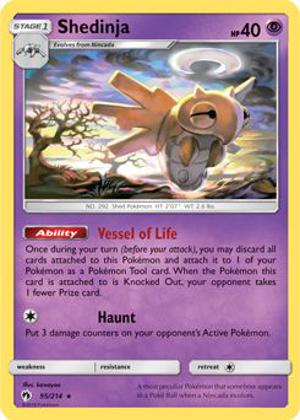 STAGE 1
Shedinja
HP 40
Evolves from Nincada
NO. 292 Shed Pokémon HT: 2'07" WT: 2.6 lbs.
Ability Vessel of Life
Once during your turn (before your attack), you may discard all
cards attached to this Pokémon and attach it to 1 of your
Pokémon as a Pokémon Tool card. When the Pokémon this
card is attached to is Knocked Out, your opponent takes
1 fewer Prize card.
Haunt
Put 3 damage counters on your opponent's Active Pokémon.
weakness resistance retreat
Illus. kawayoo
95/214
©2019 Pokémon
A most peculiar Pokémon that somehow appears
in a Poké Ball when a Nincada evolves.